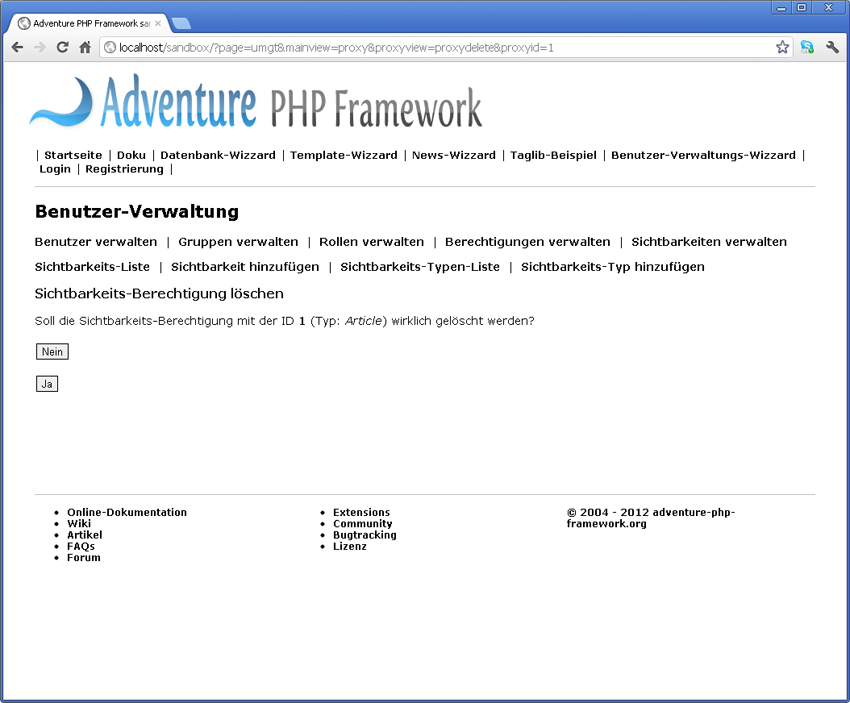 Adventure PHP Framework sar
localhost/sandbox/?page=umgt&mainview=proxy&proxyview=proxydelete&proxyid=1
Adventure PHP Framework
| Startseite | Doku | Datenbank-Wizzard | Template-Wizzard | News-Wizzard | Taglib-Beispiel | Benutzer-Verwaltungs-Wizzard |
Login | Registrierung |
Benutzer-Verwaltung
Benutzer verwalten | Gruppen verwalten | Rollen verwalten | Berechtigungen verwalten | Sichtbarkeiten verwalten
Sichtbarkeits-Liste | Sichtbarkeit hinzufügen | Sichtbarkeits-Typen-Liste | Sichtbarkeits-Typ hinzufügen
Sichtbarkeits-Berechtigung löschen
Soll die Sichtbarkeits-Berechtigung mit der ID 1 (Typ: Article) wirklich gelöscht werden?
Nein
Ja
Online-Dokumentation
Wiki
Artikel
FAQs
Forum
Extensions
Community
Bugtracking
Lizenz
© 2004 - 2012 adventure-php-
framework.org